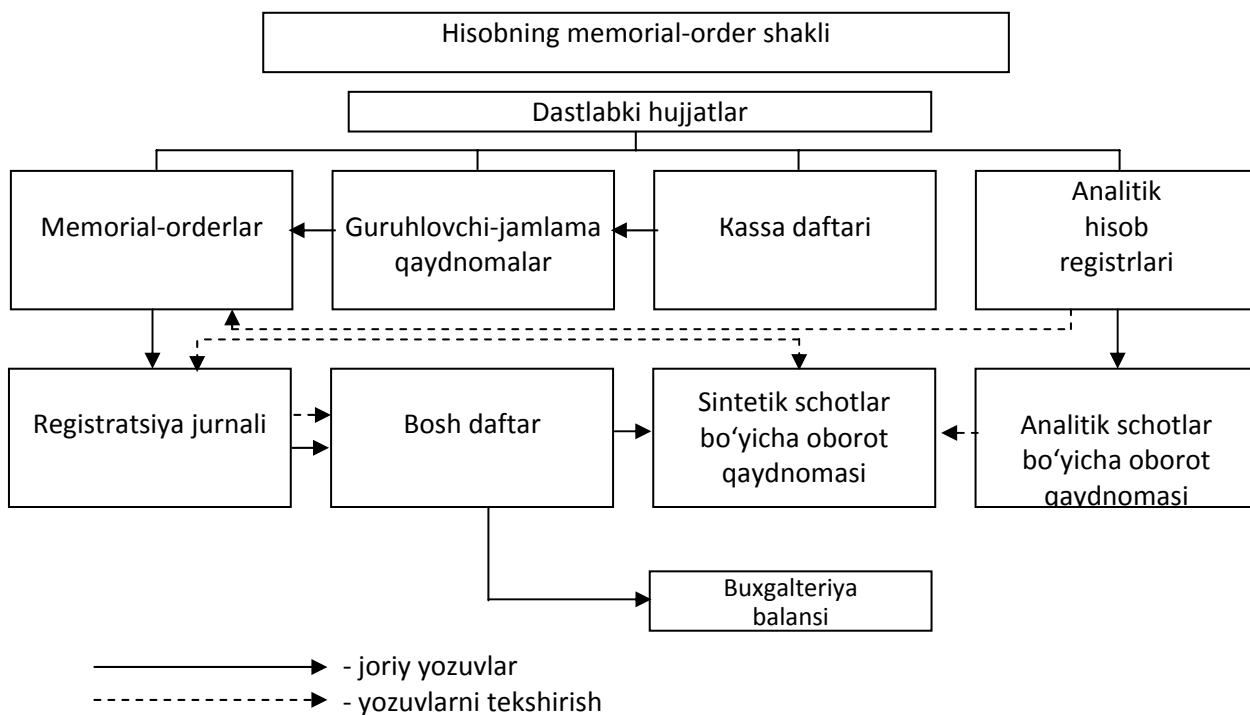 Hisobning memorial-order shakli
Dastlabki hujjatlar
Memorial-orderlar
Guruhlovchi-jamlama
qaydnomalar
Kassa daftari
Analitik
hisob
registrlari
Registratsiya jurnali
Bosh daftar
Sintetik schotlar
bo‘yicha oborot
qaydnomasi
Analitik schotlar
bo‘yicha oborot
qaydnomasi
Buxgalteriya
balansi
- joriy yozuvlar
- yozuvlarni tekshirish